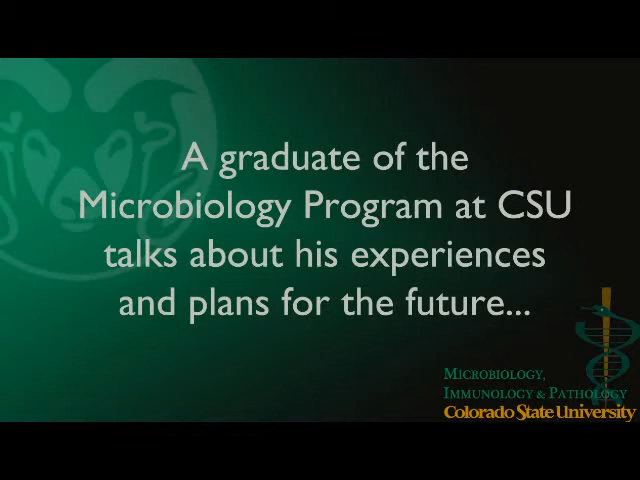 A graduate of the
Microbiology Program at CSU
talks about his experiences
and plans for the future...
MICROBIOLOGY,
IMMUNOLOGY & PATHOLOGY
Colorado State University